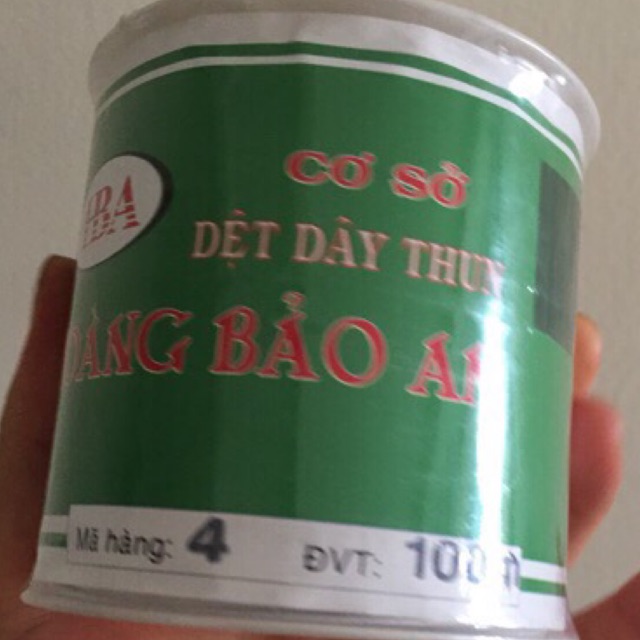 CƠ SỞ
DỆT DÂY THUN
BẢO
Mã hàng: 4 ĐVT: